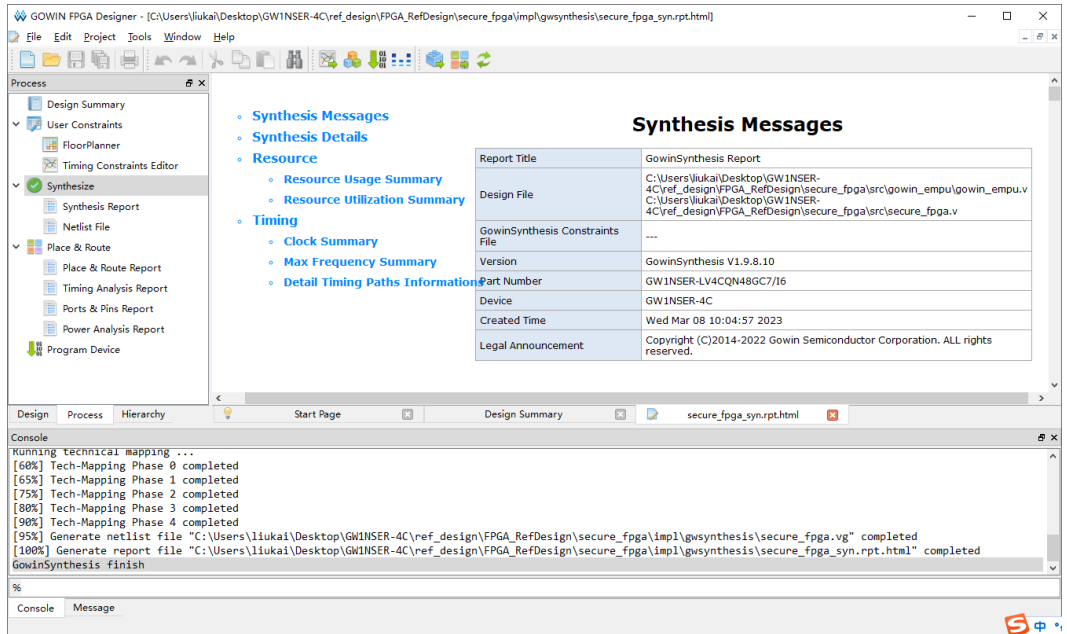 GOWIN FPGA Designer - [C:\Users\liukai\Desktop\GW1NSER-4C\ref_design\FPGA_RefDesign\secure_fpga\impl\gwsynthesis\secure_fpga_syn.rpt.html]
File Edit Project Tools Window Help
Process
Design Summary
User Constraints
FloorPlanner
Timing Constraints Editor
Synthesize
Synthesis Report
Netlist File
Place & Route
Place & Route Report
Timing Analysis Report
Ports & Pins Report
Power Analysis Report
Program Device
Design Process Hierarchy
Synthesis Messages
Synthesis Details
Resource
Resource Usage Summary
Resource Utilization Summary
Timing
Clock Summary
Max Frequency Summary
Detail Timing Paths Informations
Synthesis Messages
Report Title GowinSynthesis Report
Design File C:\Users\liukai\Desktop\GW1NSER-
4C\ref_design\FPGA_RefDesign\secure_fpga\src\gowin_empu\gowin_empu.v
C:\Users\liukai\Desktop\GW1NSER-
4C\ref_design\FPGA_RefDesign\secure_fpga\src\secure_fpga.v
GowinSynthesis Constraints
File ---
Version GowinSynthesis V1.9.8.10
Part Number GW1NSER-LV4CQN48GC7/I6
Device GW1NSER-4C
Created Time Wed Mar 08 10:04:57 2023
Legal Announcement Copyright (C)2014-2022 Gowin Semiconductor Corporation. ALL rights
reserved.
Start Page Design Summary secure_fpga_syn.rpt.html
Console
Running technical mapping ...
[60%] Tech-Mapping Phase 0 completed
[65%] Tech-Mapping Phase 1 completed
[75%] Tech-Mapping Phase 2 completed
[80%] Tech-Mapping Phase 3 completed
[90%] Tech-Mapping Phase 4 completed
[95%] Generate netlist file "C:\Users\liukai\Desktop\GW1NSER-4C\ref_design\FPGA_RefDesign\secure_fpga\impl\gwsynthesis\secure_fpga.vg" completed
[100%] Generate report file "C:\Users\liukai\Desktop\GW1NSER-4C\ref_design\FPGA_RefDesign\secure_fpga\impl\gwsynthesis\secure_fpga_syn.rpt.html" completed
GowinSynthesis finish
%
Console Message
中